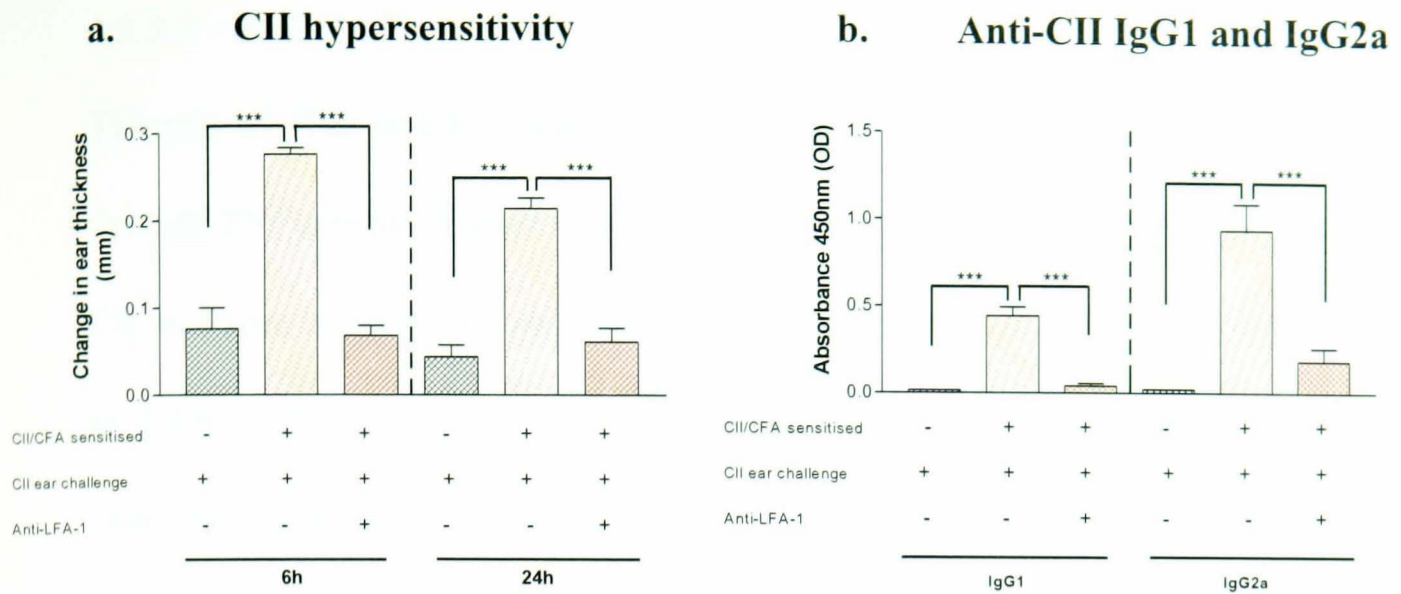 a. CII hypersensitivity
Change in ear thickness
(mm)
0.3
0.2
0.1
0.0
*** ***
*** ***
CII/CFA sensitised - + + - + +
CII ear challenge + + + + + +
Anti-LFA-1 - - + - - +
6h 24h
b. Anti-CII IgG1 and IgG2a
Absorbance 450nm (OD)
1.5
1.0
0.5
0.0
*** ***
*** ***
CII/CFA sensitised - + + - + +
CII ear challenge + + + + + +
Anti-LFA-1 - - + - - +
IgG1 IgG2a